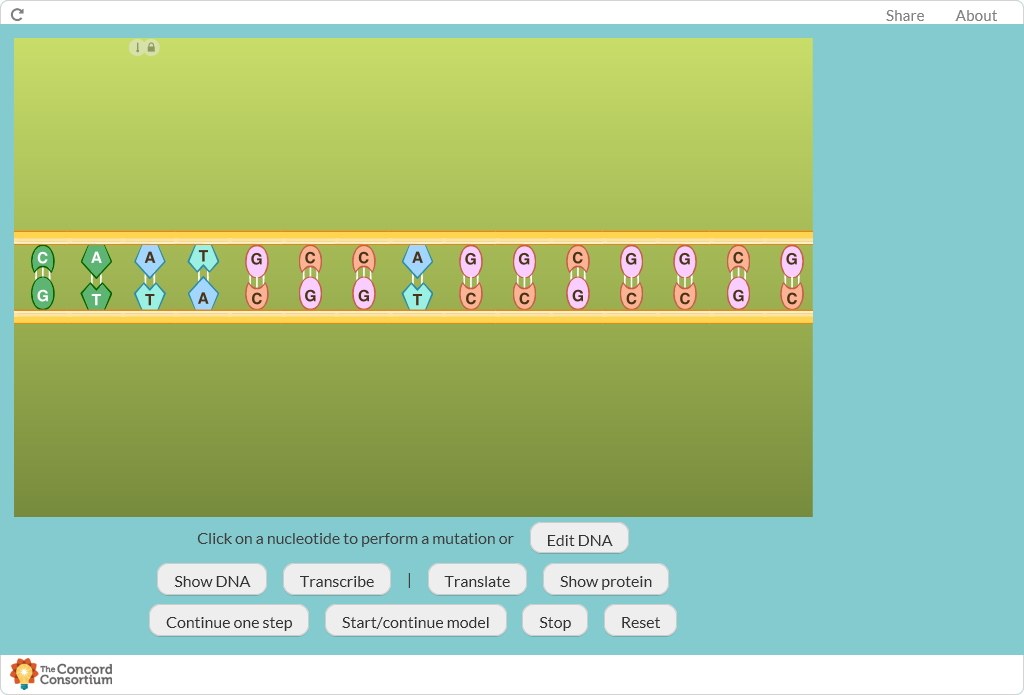 Share About
C A A T G C C A G G C G G C G
G T T A C G G T C C G C C G C
Click on a nucleotide to perform a mutation or Edit DNA
Show DNA Transcribe | Translate Show protein
Continue one step Start/continue model Stop Reset
The Concord
Consortium